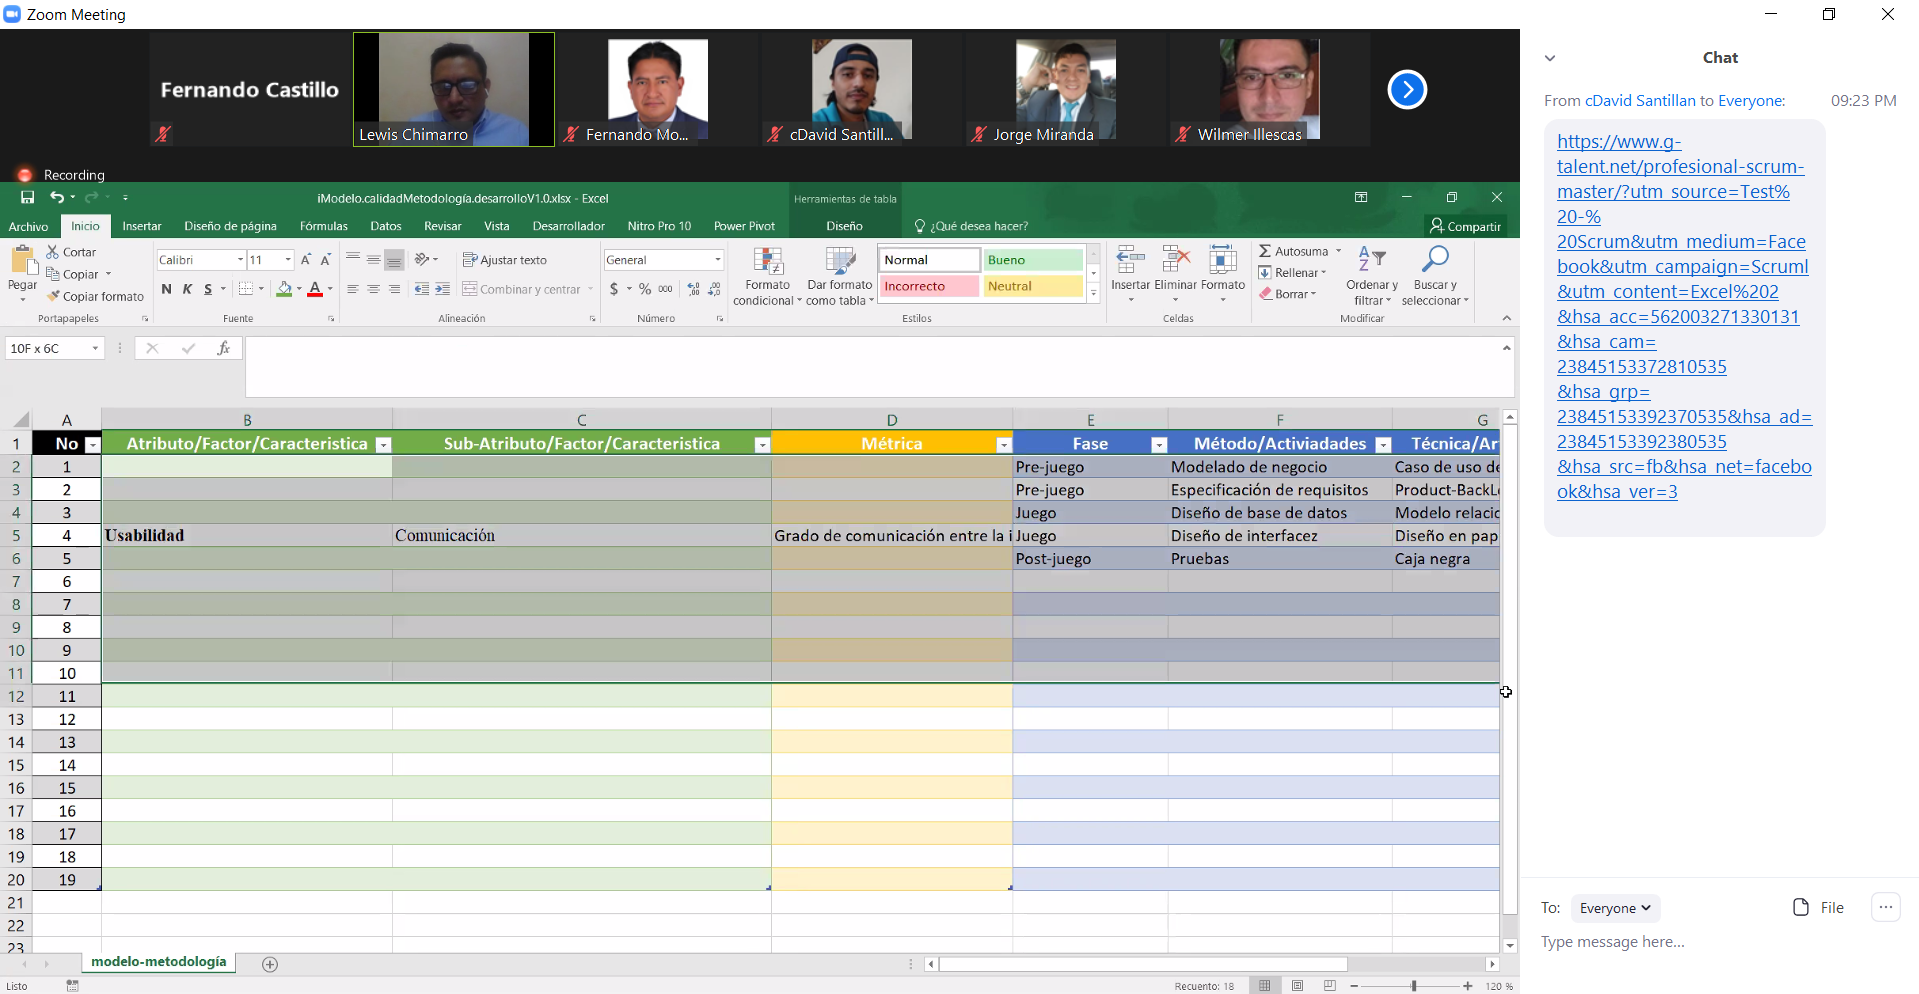 Zoom Meeting
Fernando Castillo
Lewis Chimarro
Fernando Mo...
cDavid Santill...
Jorge Miranda
Wilmer Illescas
Recording
iModelo.calidadMetodología.desarrolloV1.0.xlsx - Excel
Herramientas de tabla
Archivo Inicio Insertar Diseño de página Fórmulas Datos Revisar Vista Desarrollador Nitro Pro 10 Power Pivot Diseño ¿Qué desea hacer? Compartir
Pegar
Cortar
Copiar
Copiar formato
Portapapeles
Calibri 11
N K S
Fuente
Ajustar texto
Combinar y centrar
Alineación
General
$ % 000
Número
Formato condicional
Dar formato como tabla
Normal Bueno
Incorrecto Neutral
Estilos
Insertar Eliminar Formato
Celdas
Autosuma
Rellenar
Borrar
Ordenar y filtrar
Buscar y seleccionar
Modificar
10F x 6C
fx
A B C D E F G
1 No Atributo/Factor/Caracteristica Sub-Atributo/Factor/Caracteristica Métrica Fase Método/Activiadades Técnica/Ar
2 1 Pre-juego Modelado de negocio Caso de uso de
3 2 Pre-juego Especificación de requisitos Product-BackL
4 3 Juego Diseño de base de datos Modelo relacio
5 4 Usabilidad Comunicación Grado de comunicación entre la i Juego Diseño de interfacez Diseño en pap
6 5 Post-juego Pruebas Caja negra
7 6
8 7
9 8
10 9
11 10
12 11
13 12
14 13
15 14
16 15
17 16
18 17
19 18
20 19
21
22
23
modelo-metodología
Listo
Recuento: 18
120 %
Chat
From cDavid Santillan to Everyone: 09:23 PM
https://www.g-
talent.net/profesional-scrum-
master/?utm_source=Test%
20-%
20Scrum&utm_medium=Face
book&utm_campaign=ScrumI
&utm_content=Excel%202
&hsa_acc=562003271330131
&hsa_cam=
23845153372810535
&hsa_grp=
23845153392370535&hsa_ad=
23845153392380535
&hsa_src=fb&hsa_net=facebo
ok&hsa_ver=3
To: Everyone File
Type message here...